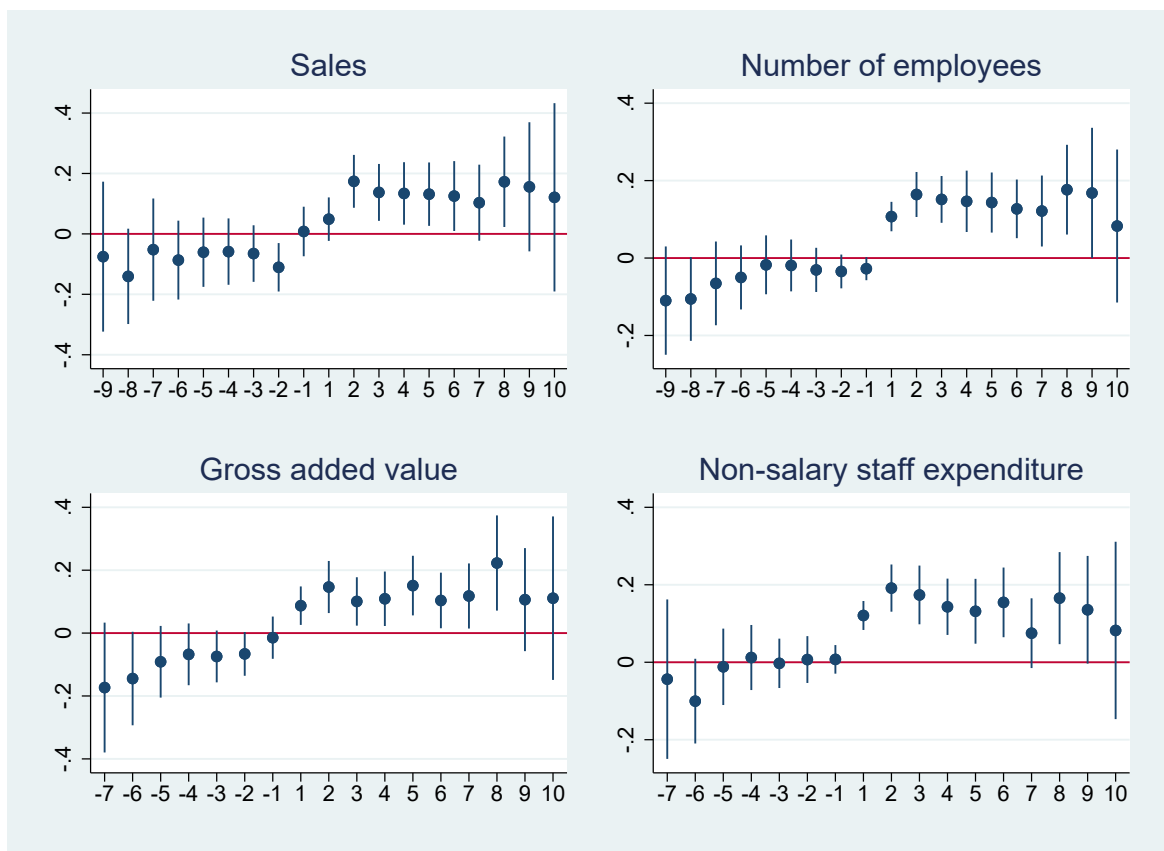 Sales
.4
.2
0
-.2
-.4
-9 -8 -7 -6 -5 -4 -3 -2 -1 1 2 3 4 5 6 7 8 9 10
Number of employees
.4
.2
0
-.2
-9 -8 -7 -6 -5 -4 -3 -2 -1 1 2 3 4 5 6 7 8 9 10
Gross added value
.4
.2
0
-.2
-.4
-7 -6 -5 -4 -3 -2 -1 1 2 3 4 5 6 7 8 9 10
Non-salary staff expenditure
.4
.2
0
-.2
-7 -6 -5 -4 -3 -2 -1 1 2 3 4 5 6 7 8 9 10